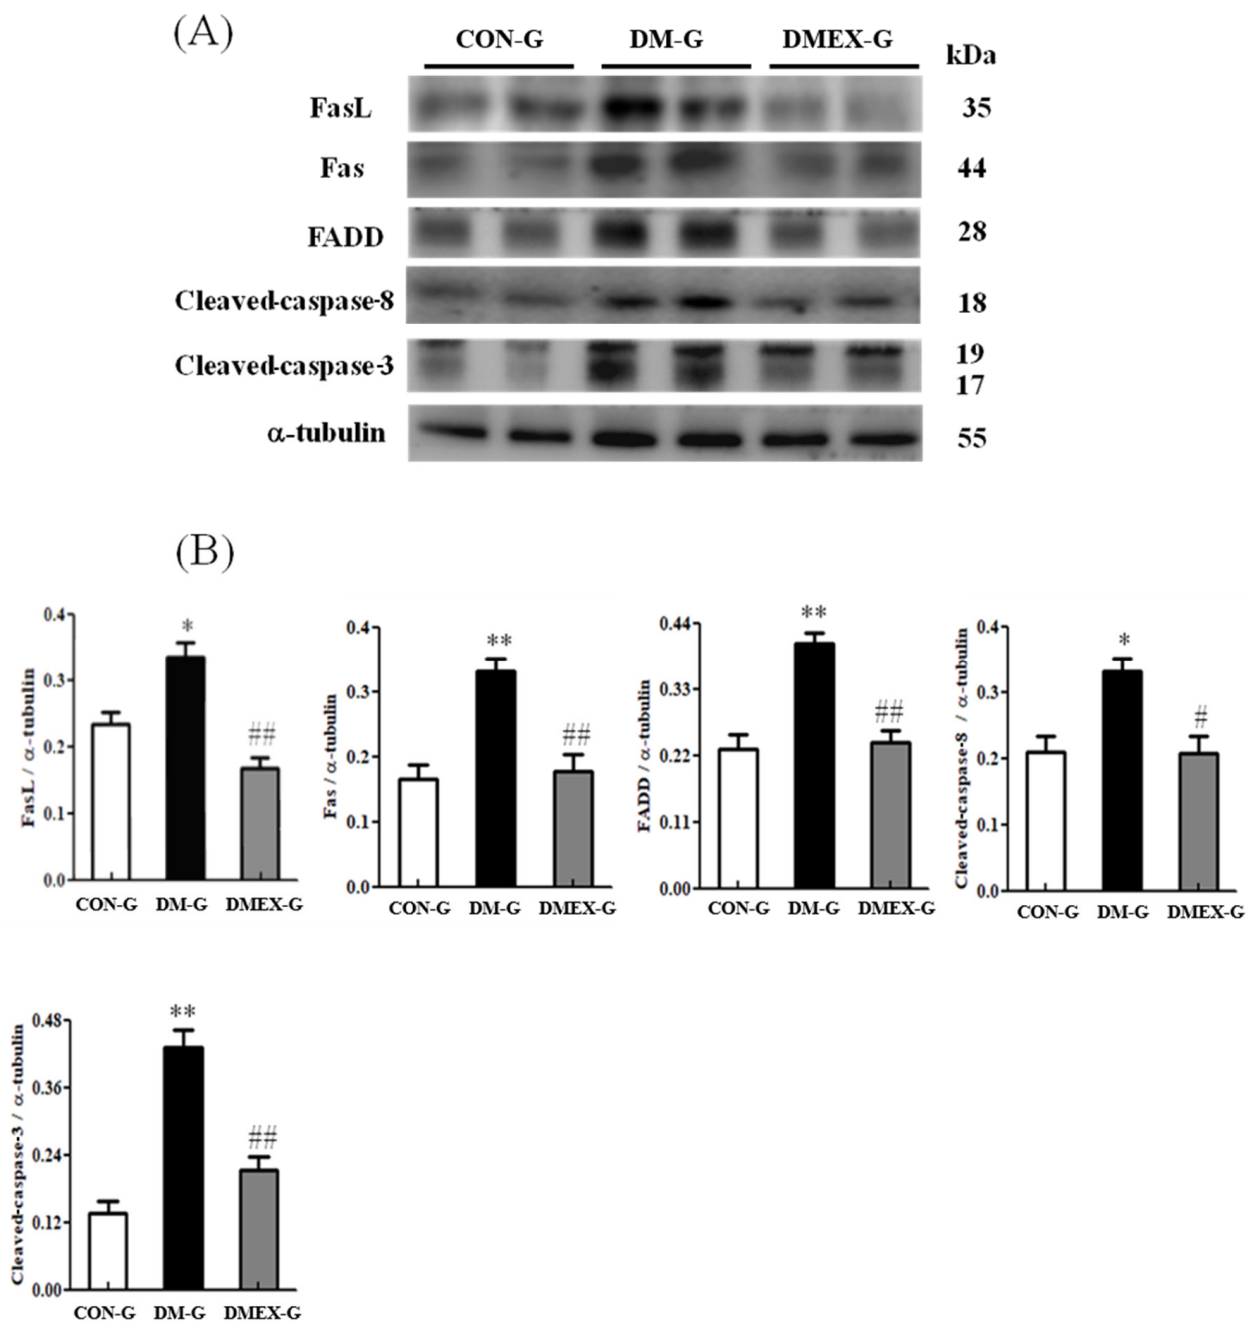 (A)
CON-G DM-G DMEX-G kDa
FasL 35
Fas 44
FADD 28
Cleaved-caspase-8 18
Cleaved-caspase-3 19
17
α-tubulin 55
(B)
FasL / α-tubulin
0.4
0.3
0.2
0.1
0.0
*
##
CON-G DM-G DMEX-G
Fas / α-tubulin
0.4
0.3
0.2
0.1
0.0
**
##
CON-G DM-G DMEX-G
FADD / α-tubulin
0.44
0.33
0.22
0.11
0.00
**
##
CON-G DM-G DMEX-G
Cleaved-caspase-8 / α-tubulin
0.4
0.3
0.2
0.1
0.0
*
#
CON-G DM-G DMEX-G
Cleaved-caspase-3 / α-tubulin
0.48
0.36
0.24
0.12
0.00
**
##
CON-G DM-G DMEX-G